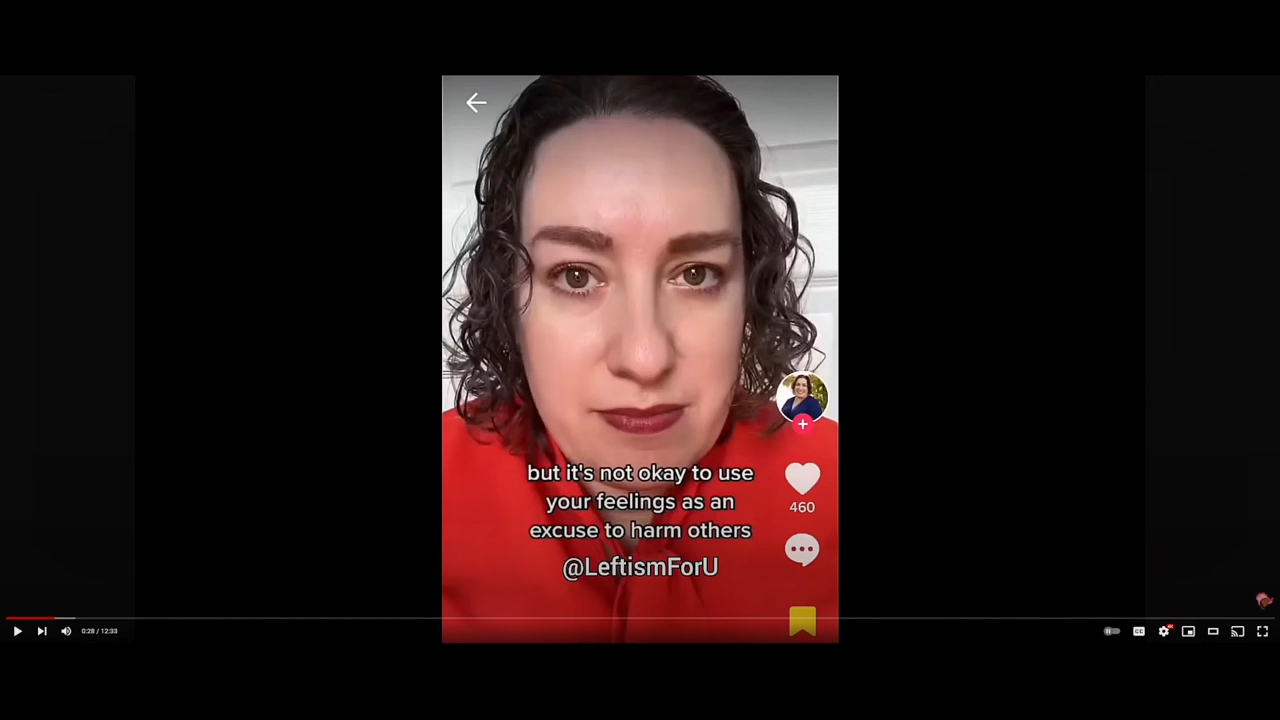 but it's not okay to use
your feelings as an
excuse to harm others
@LeftismForU
460
0:28 / 12:33
CC